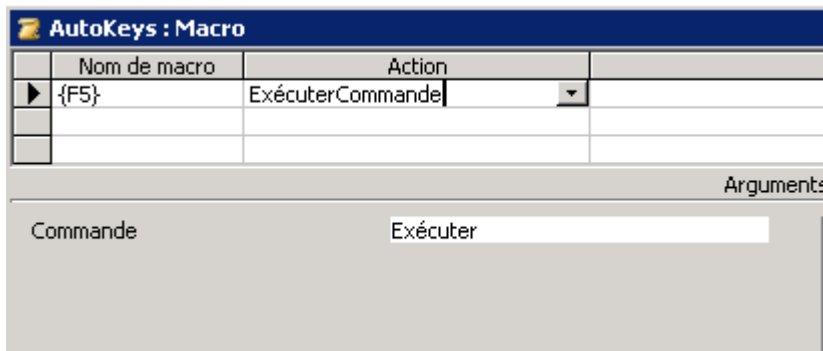 AutoKeys : Macro
Nom de macro Action
{F5} ExécuterCommande
Arguments
Commande Exécuter